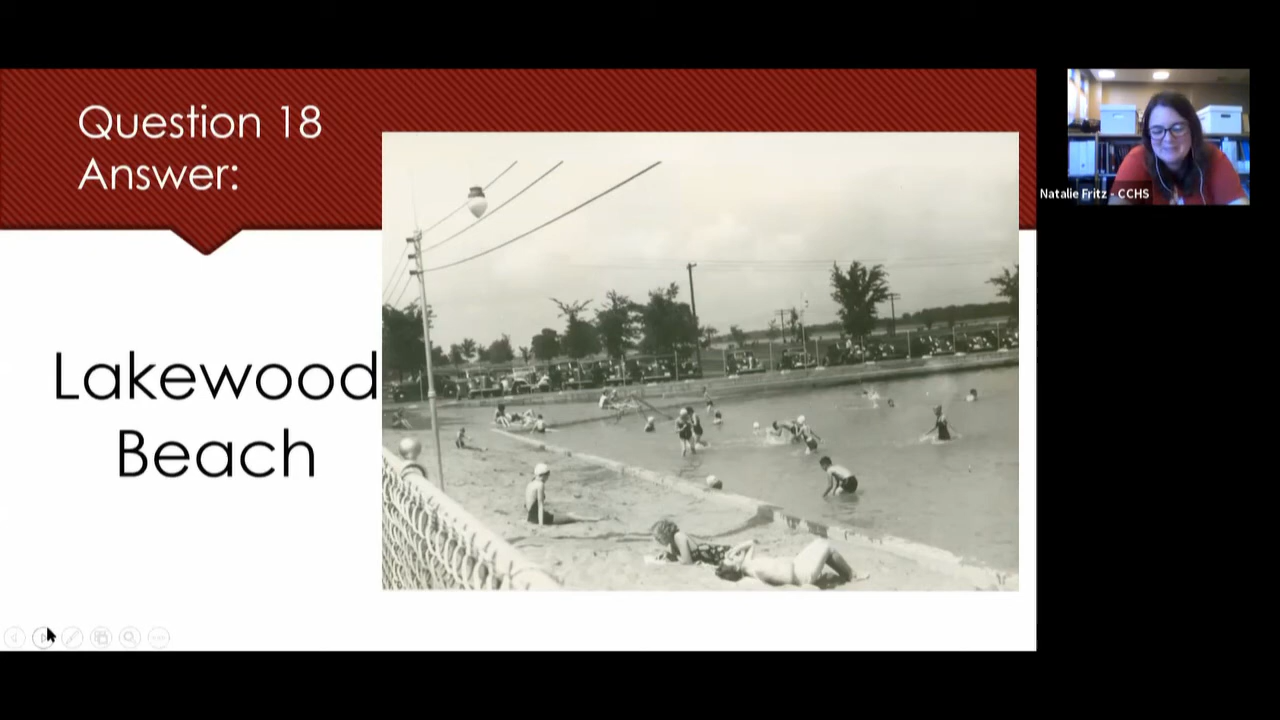 Question 18
Answer:
Lakewood
Beach
Natalie Fritz - CCHS